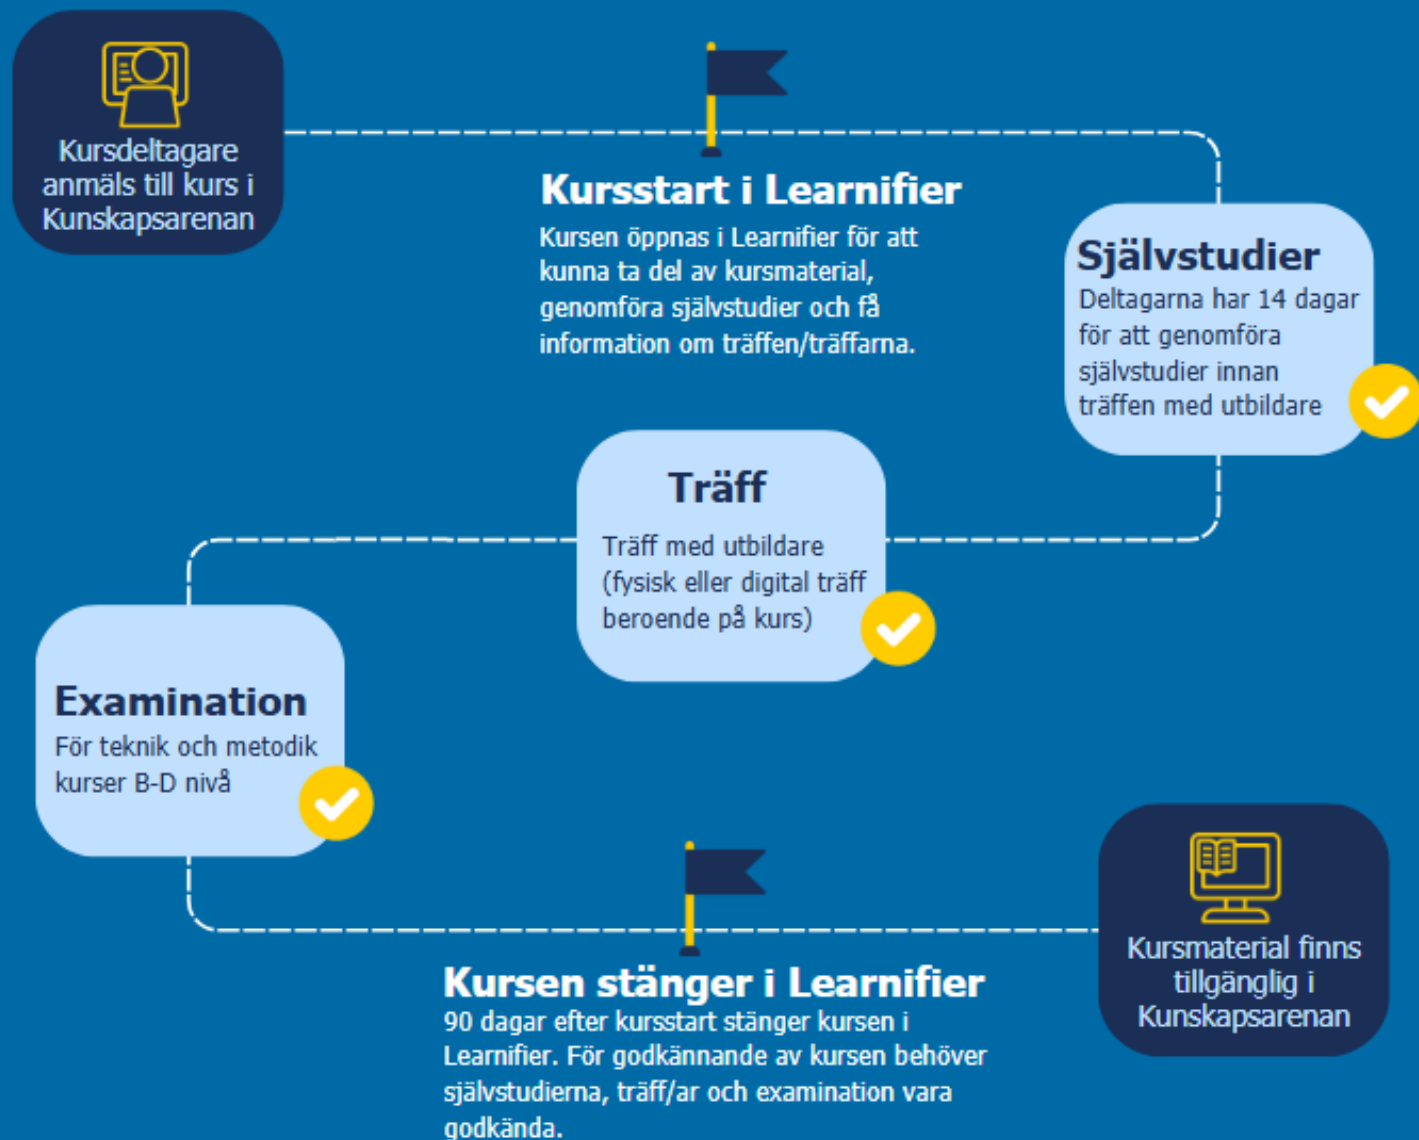 Kursdeltagare
anmäls till kurs i
Kunskapsarenan
Kursstart i Learnifier
Kursen öppnas i Learnifier för att
kunna ta del av kursmaterial,
genomföra självstudier och få
information om träffen/träffarna.
Självstudier
Deltagarna har 14 dagar
för att genomföra
självstudier innan
träffen med utbildare
Träff
Träff med utbildare
(fysisk eller digital träff
beroende på kurs)
Examination
För teknik och metodik
kurser B-D nivå
Kursen stänger i Learnifier
90 dagar efter kursstart stänger kursen i
Learnifier. För godkännande av kursen behöver
självstudierna, träff/ar och examination vara
godkända.
Kursmaterial finns
tillgänglig i
Kunskapsarenan